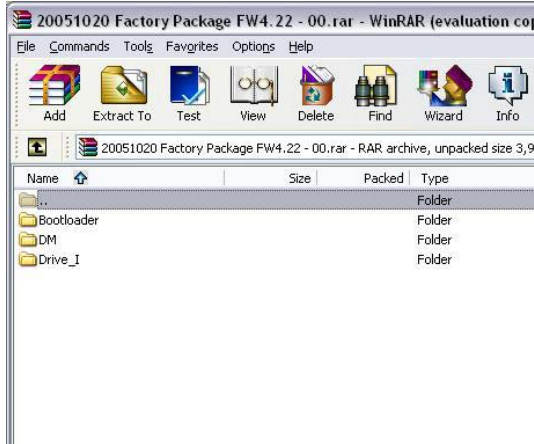 20051020 Factory Package FW4.22 - 00.rar - WinRAR (evaluation cop
File Commands Tools Favorites Options Help
Add Extract To Test View Delete Find Wizard Info
20051020 Factory Package FW4.22 - 00.rar - RAR archive, unpacked size 3,9
Name Size Packed Type
.. Folder
Bootloader Folder
DM Folder
Drive_I Folder